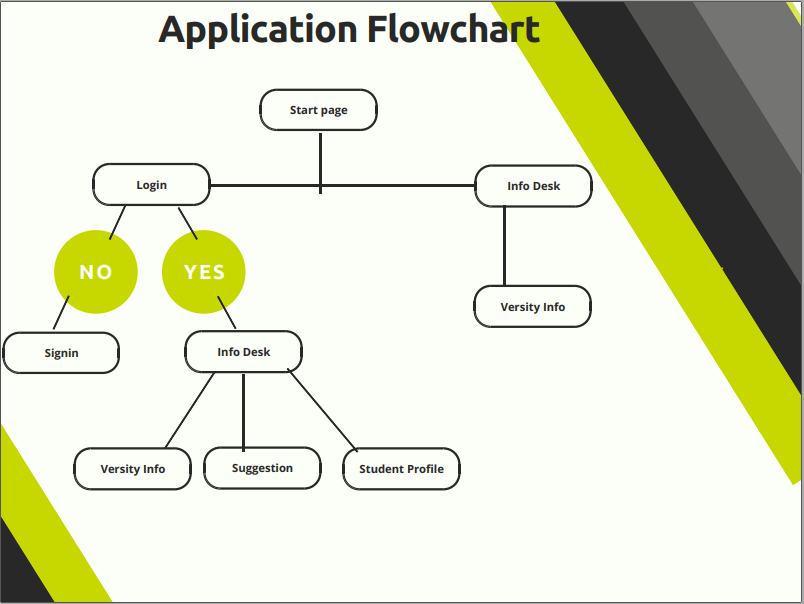 Application Flowchart
Start page
Login
Info Desk
NO
YES
Versity Info
Signin
Info Desk
Versity Info
Suggestion
Student Profile